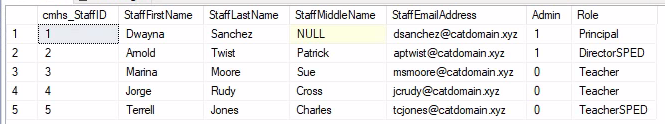 cmhs_StaffID StaffFirstName StaffLastName StaffMiddleName StaffEmailAddress Admin Role
1 1 Dwayna Sanchez NULL dsanchez@catdomain.xyz 1 Principal
2 2 Arnold Twist Patrick aptwist@catdomain.xyz 1 DirectorSPED
3 3 Marina Moore Sue msmoore@catdomain.xyz 0 Teacher
4 4 Jorge Rudy Cross jcrudy@catdomain.xyz 0 Teacher
5 5 Terrell Jones Charles tcjones@catdomain.xyz 0 TeacherSPED